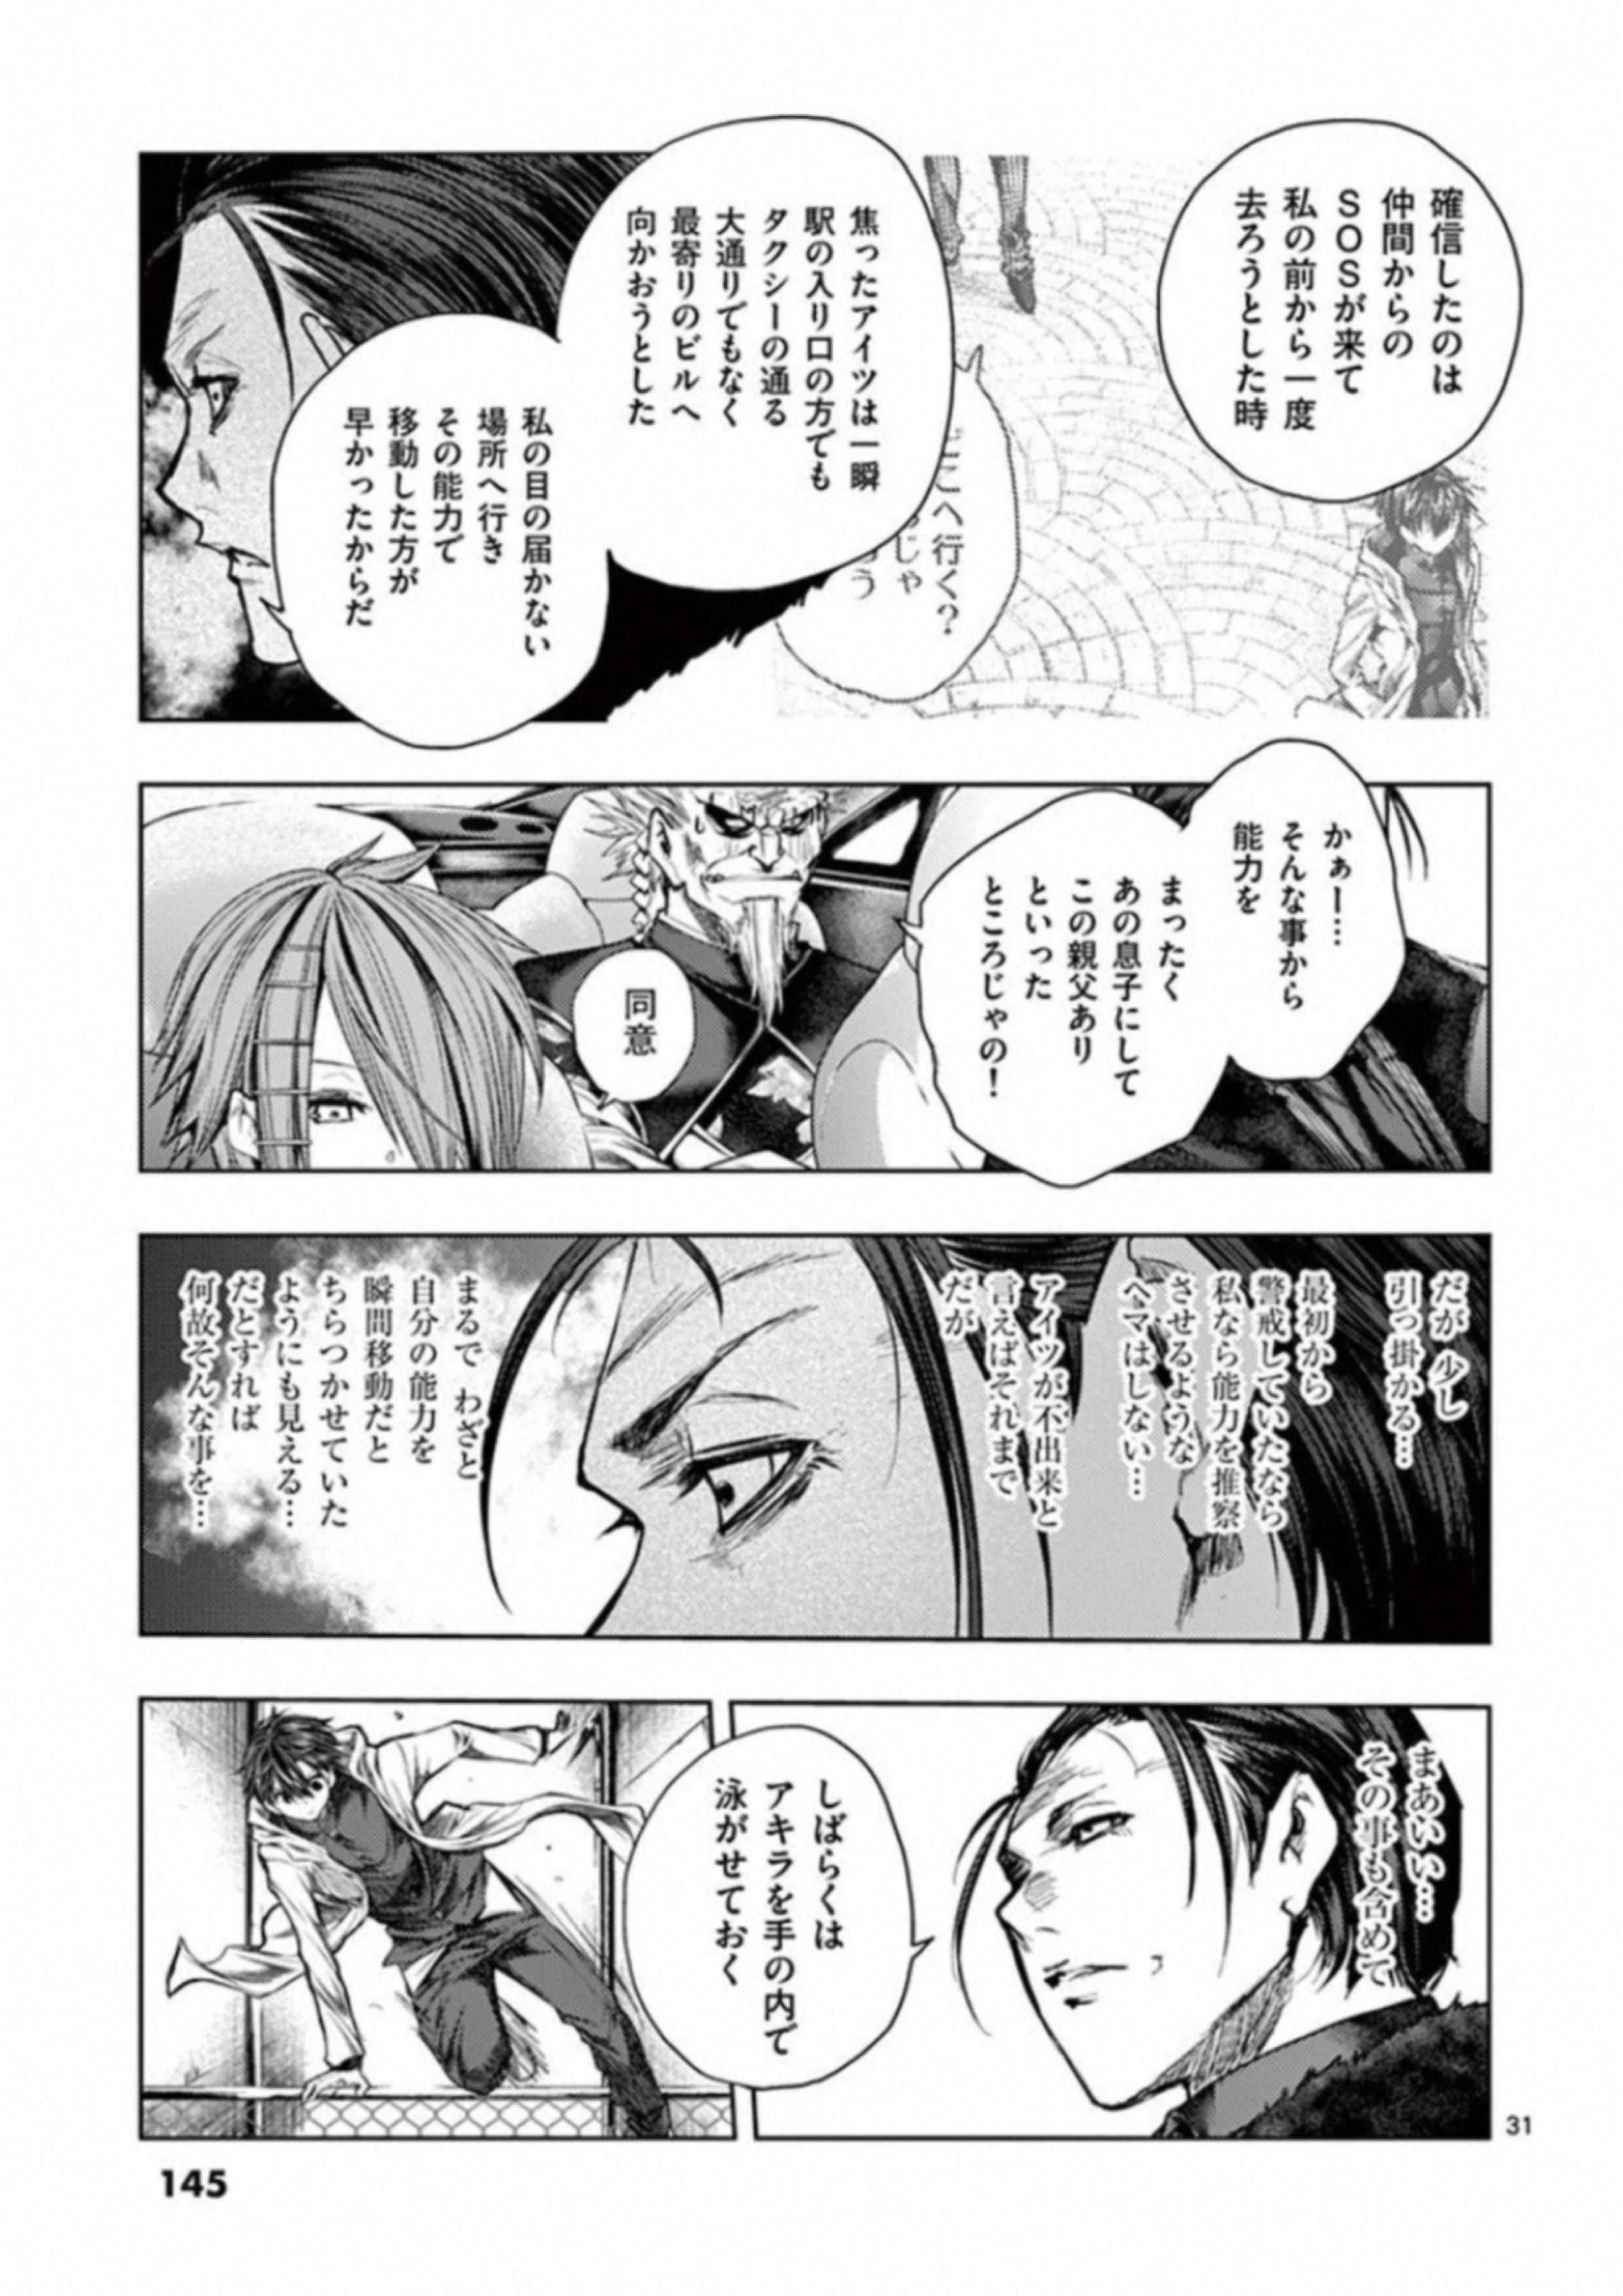 確信したのは
仲間からの
SOSが来て
私の前から一度
去ろうとした時
焦ったアイツは一瞬
駅の入り口の方でも
タクシーの通る
大通りでもなく
最寄りのビルへ
向かおうとした
こへ行く？
じゃ
う
私の目の届かない
場所へ行き
その能力で
移動した方が
早かったからだ
かぁー…
そんな事から
能力を
まったく
あの息子にして
この親父あり
といった
ところじゃの！
同意
だが 少し
引っ掛かる…
最初から
警戒していたなら
私なら能力を推察
させるような
ヘマはしない…
アイツが不出来と
言えばそれまで
だが
まるで わざと
自分の能力を
瞬間移動だと
ちらつかせていた
ようにも見える…
だとすれば
何故そんな事を…
まあいい…
その事も含めて
しばらくは
アキラを手の内で
泳がせておく
31
145